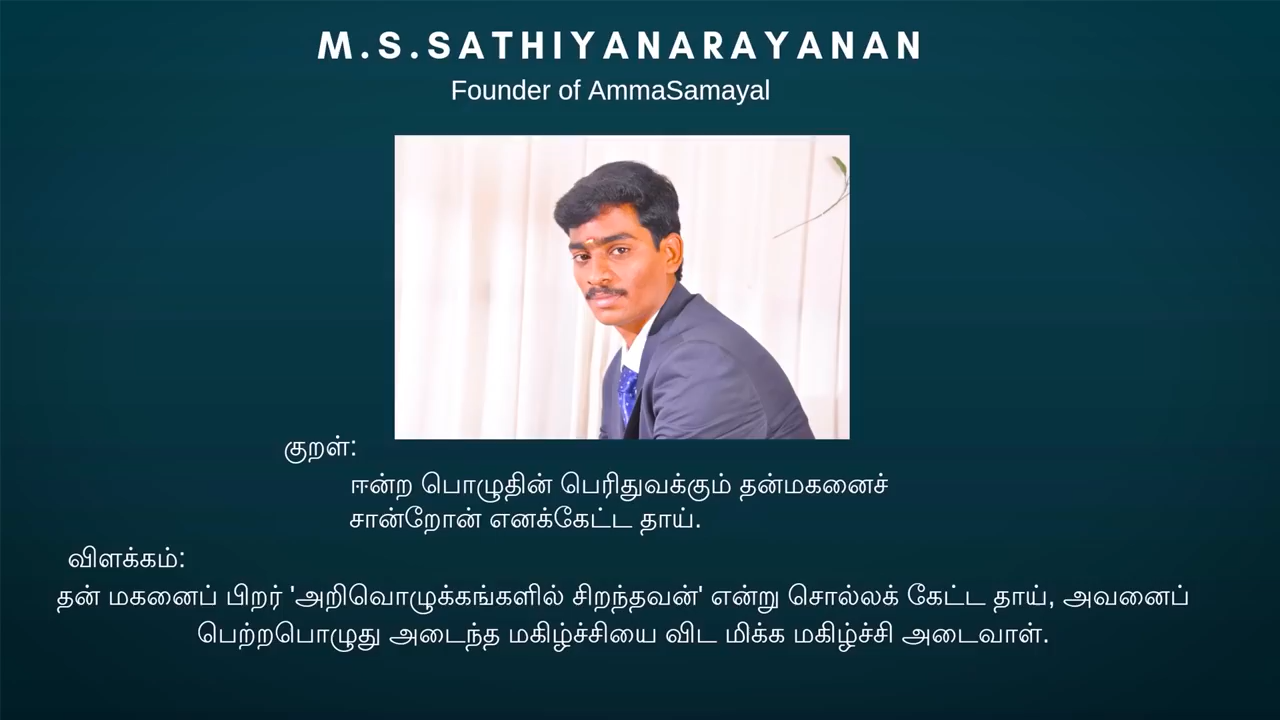 M.S.SATHIYANARAYANAN
Founder of AmmaSamayal
குறள்:
ஈன்ற பொழுதின் பெரிதுவக்கும் தன்மகனைச்
சான்றோன் எனக்கேட்ட தாய்.
விளக்கம்:
தன் மகனைப் பிறர் 'அறிவொழுக்கங்களில் சிறந்தவன்' என்று சொல்லக் கேட்ட தாய், அவனைப்
பெற்றபொழுது அடைந்த மகிழ்ச்சியை விட மிக்க மகிழ்ச்சி அடைவாள்.